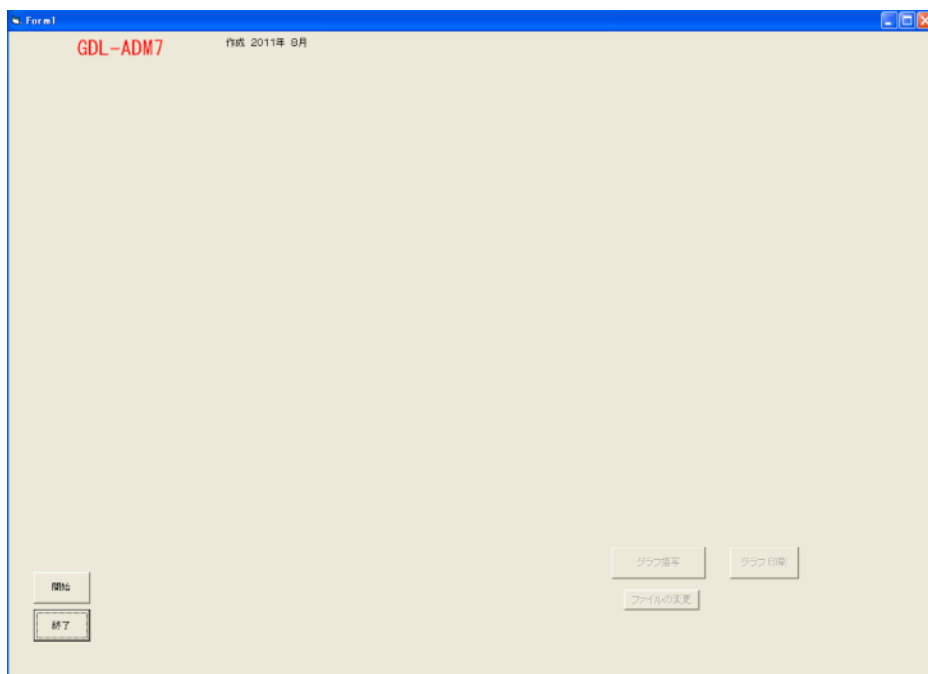 Form1
GDL-ADM7
作成 2011年 8月
グラフ描写
グラフ印刷
開始
ファイルの変更
終了